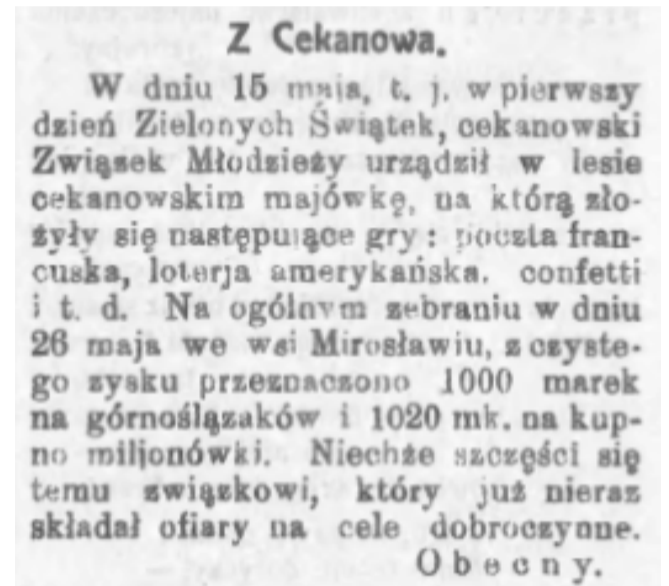 Z Cekanowa.
W dniu 15 maja, t. j. w pierwszy
dzień Zielonych Świątek, cekanowski
Związek Młodzieży urządził w lesie
cekanowskim majówkę, na którą zło-
żyły się następujące gry: poczta fran-
cuska, loterja amerykańska. confetti
i t. d. Na ogólnym zebraniu w dniu
26 maja we wsi Mirosławiu, z czyste-
go zysku przeznaczono 1000 marek
na górnoślązaków i 1020 mk. na kup-
no miljonówki. Niechże szczęści się
temu związkowi, który już nieraz
składał ofiary na cele dobroczynne.
Obecny.